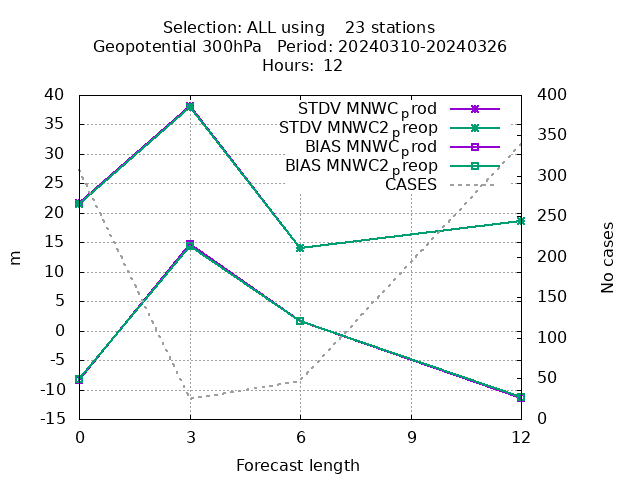 Selection: ALL using    23 stations
Geopotential 300hPa   Period: 20240310-20240326
Hours: 12
40
35
30
25
20
15
10
5
0
-5
-10
-15
m
400
350
300
250
200
150
100
50
0
No cases
STDV MNWC_prod
STDV MNWC2_preop
BIAS MNWC_prod
BIAS MNWC2_preop
CASES
0 3 6 9 12
Forecast length